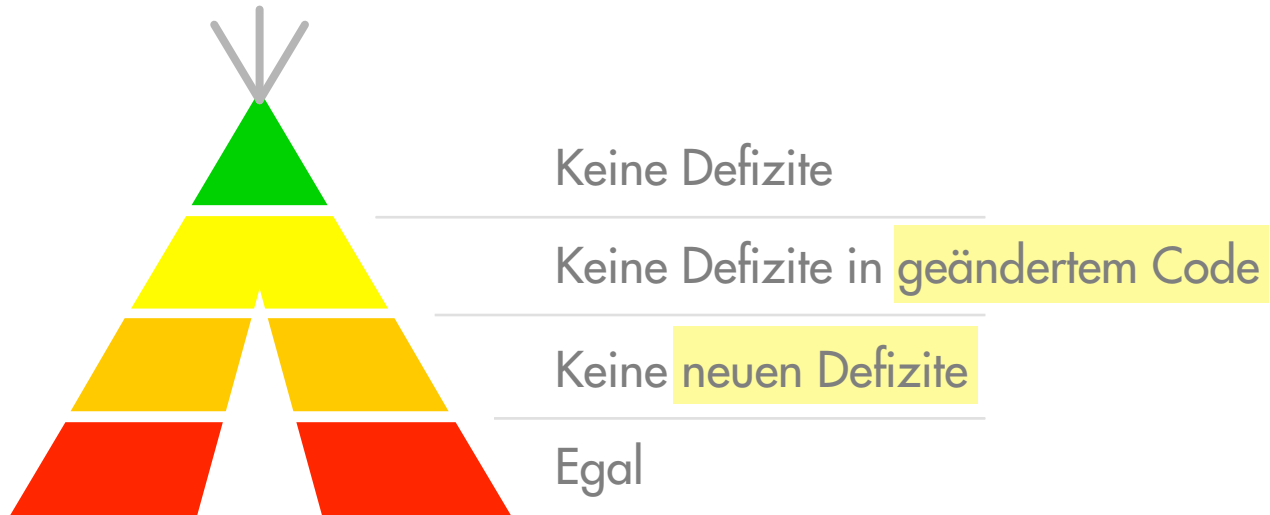 Keine Defizite
Keine Defizite in geändertem Code
Keine neuen Defizite
Egal